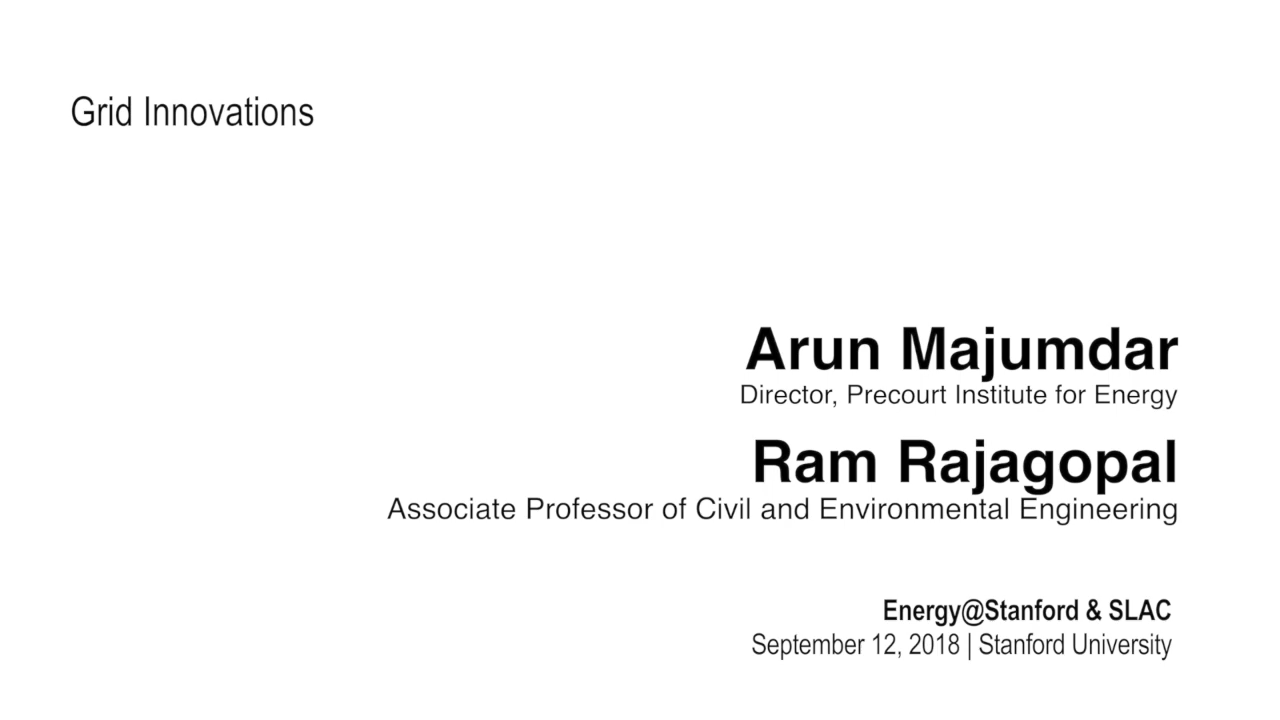 Grid Innovations
Arun Majumdar
Director, Precourt Institute for Energy
Ram Rajagopal
Associate Professor of Civil and Environmental Engineering
Energy@Stanford & SLAC
September 12, 2018 | Stanford University